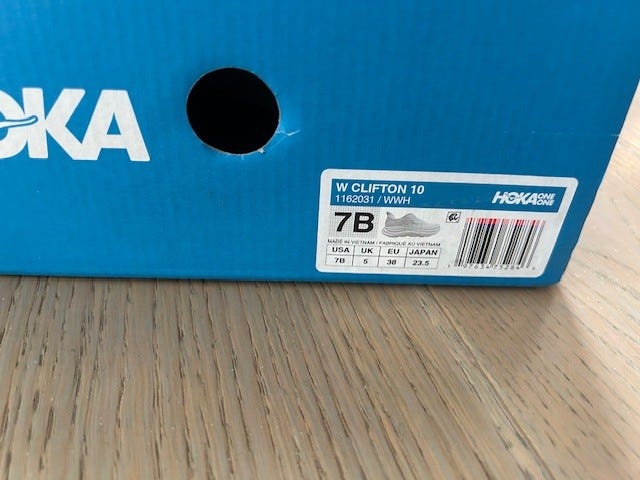 OKA
W CLIFTON 10
1162031 / WWH
HOKA ONE ONE
7B
MADE IN VIETNAM / FABRIQUÉ AU VIETNAM
USA UK EU JAPAN
7B 5 38 23.5